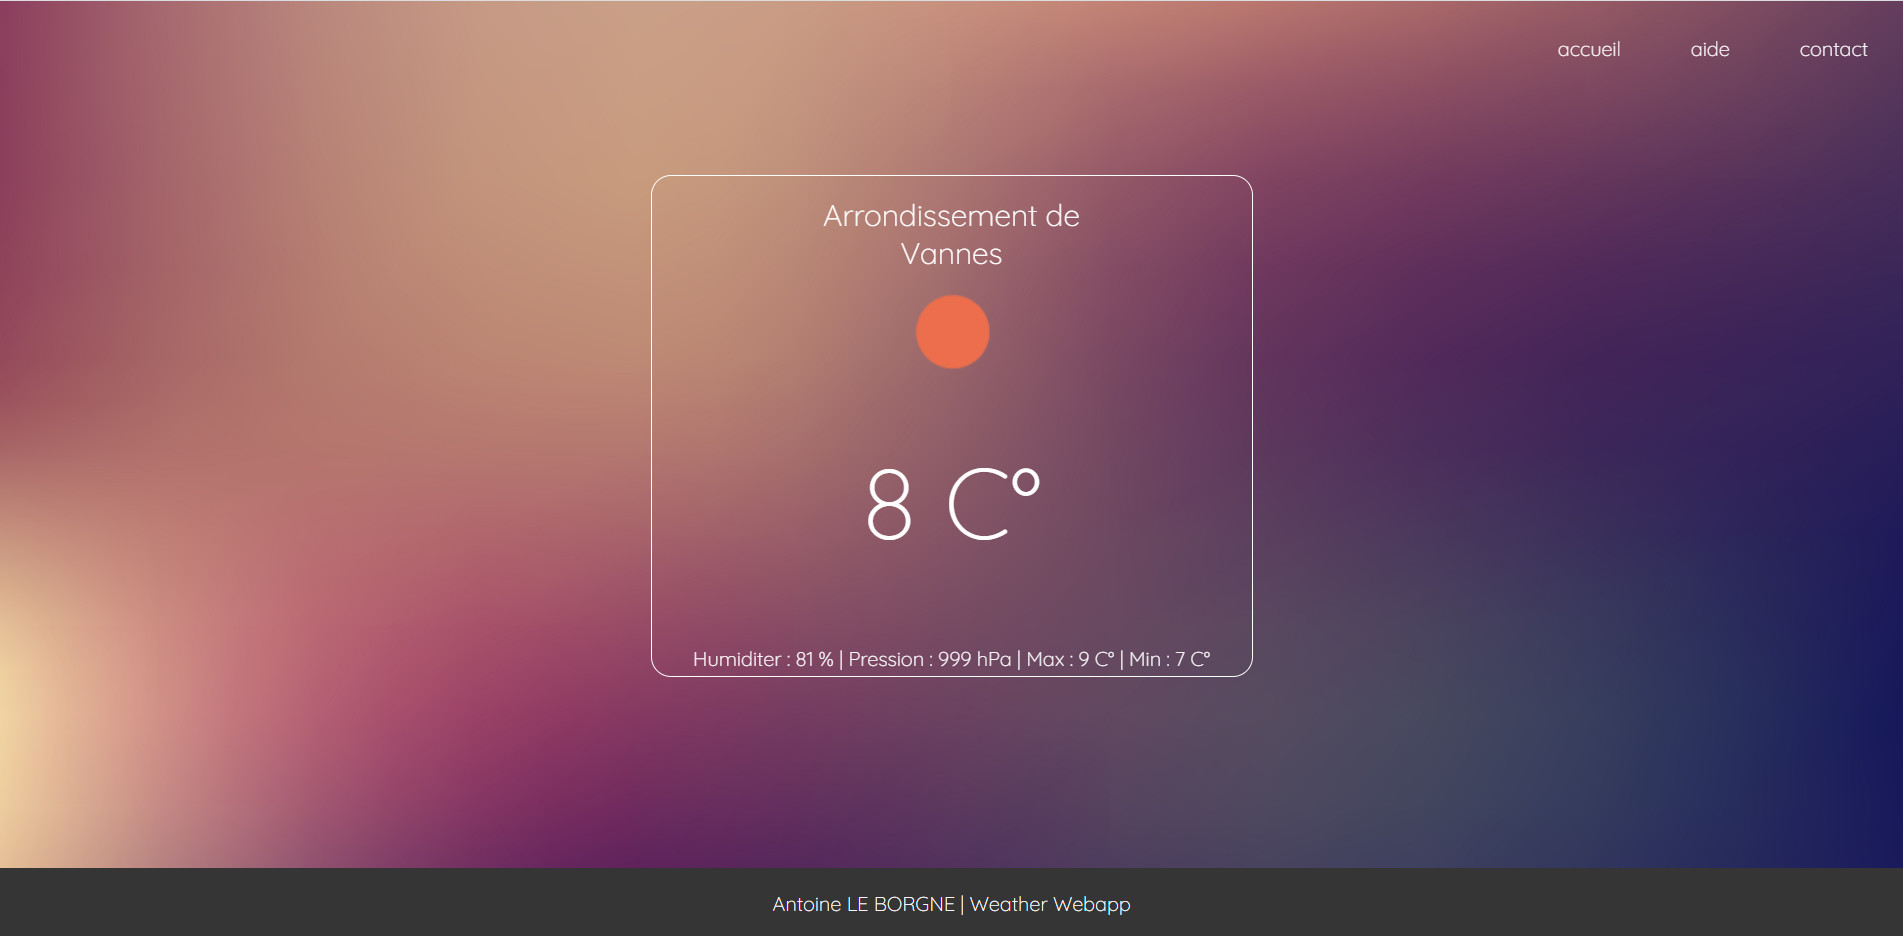 accueil aide contact
Arrondissement de
Vannes
8 C°
Humiditer : 81 % | Pression : 999 hPa | Max : 9 C° | Min : 7 C°
Antoine LE BORGNE | Weather Webapp